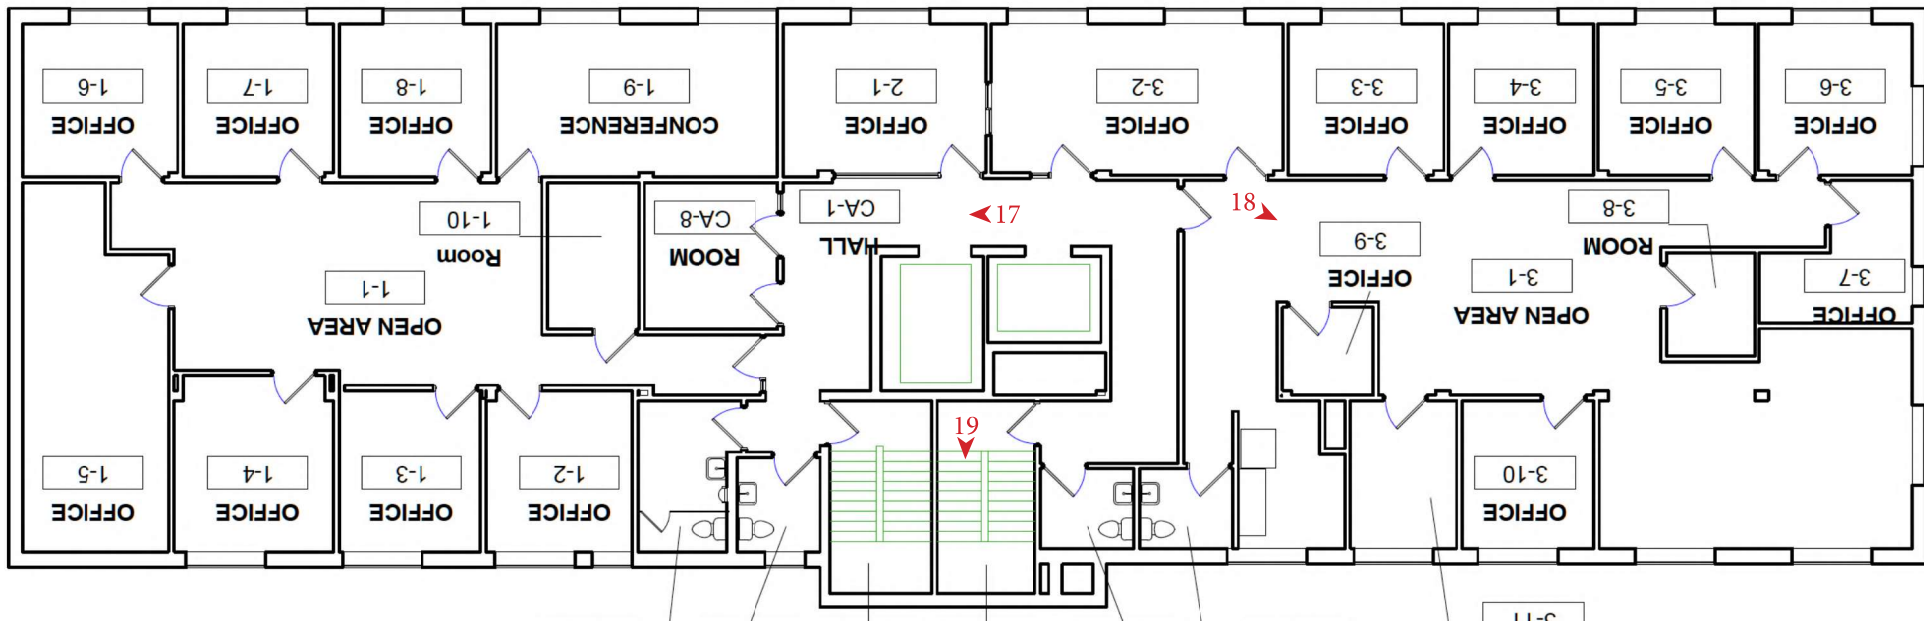 1-6
OFFICE
1-7
OFFICE
1-8
OFFICE
1-9
CONFERENCE
2-1
OFFICE
3-2
OFFICE
3-3
OFFICE
3-4
OFFICE
3-5
OFFICE
3-6
OFFICE
1-10
Room
CA-8
ROOM
CA-1
HALL
17
18
3-9
OFFICE
3-8
ROOM
3-1
OPEN AREA
3-7
OFFICE
1-1
OPEN AREA
19
1-5
OFFICE
1-4
OFFICE
1-3
OFFICE
1-2
OFFICE
3-10
OFFICE
3-11